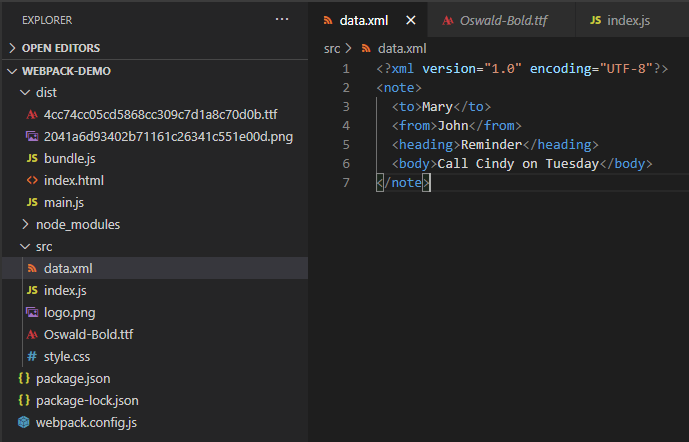 EXPLORER
OPEN EDITORS
WEBPACK-DEMO
dist
4cc74cc05cd5868cc309c7d1a8c70d0b.ttf
2041a6d93402b71161c26341c551e00d.png
JS bundle.js
<> index.html
JS main.js
node_modules
src
data.xml
JS index.js
logo.png
Oswald-Bold.ttf
# style.css
{} package.json
{} package-lock.json
webpack.config.js
data.xml
Oswald-Bold.ttf
JS index.js
src > data.xml
1 <?xml version="1.0" encoding="UTF-8"?>
2 <note>
3 <to>Mary</to>
4 <from>John</from>
5 <heading>Reminder</heading>
6 <body>Call Cindy on Tuesday</body>
7 </note>